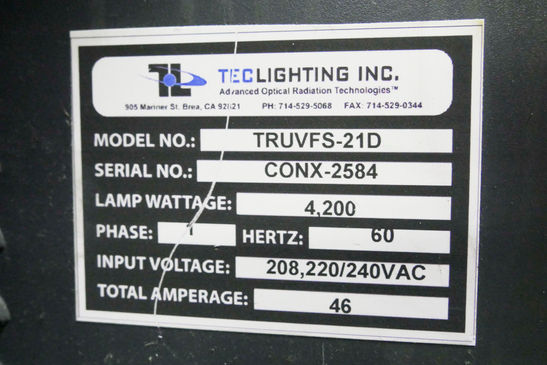 TL TECLIGHTING INC.
Advanced Optical Radiation Technologies™
905 Mariner St. Brea, CA 92821 PH: 714-529-5068 FAX: 714-529-0344
MODEL NO.: TRUVFS-21D
SERIAL NO.: CONX-2584
LAMP WATTAGE: 4,200
PHASE: 1 HERTZ: 60
INPUT VOLTAGE: 208,220/240VAC
TOTAL AMPERAGE: 46